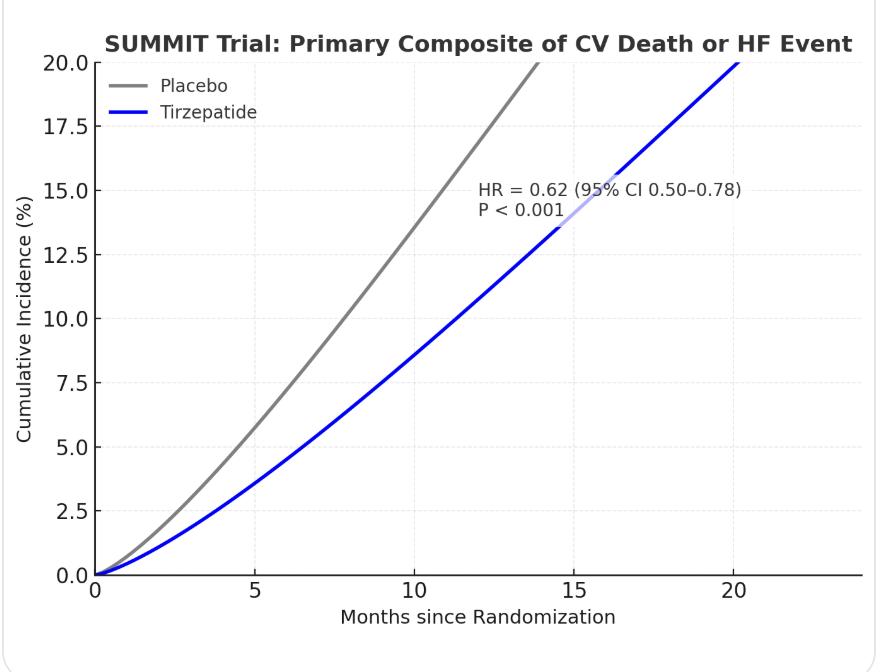 SUMMIT Trial: Primary Composite of CV Death or HF Event
20.0
17.5
15.0
12.5
10.0
7.5
5.0
2.5
0.0
Cumulative Incidence (%)
Placebo
Tirzepatide
HR = 0.62 (95% CI 0.50–0.78)
P < 0.001
0 5 10 15 20
Months since Randomization